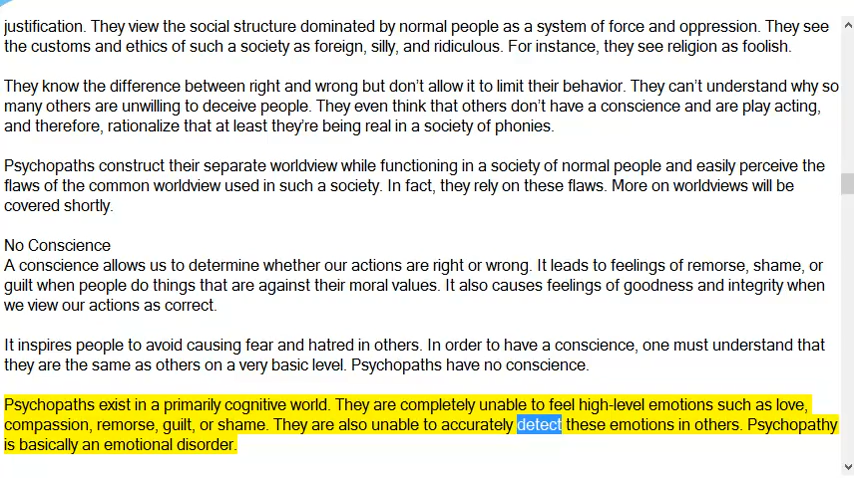 justification. They view the social structure dominated by normal people as a system of force and oppression. They see
the customs and ethics of such a society as foreign, silly, and ridiculous. For instance, they see religion as foolish.
They know the difference between right and wrong but don't allow it to limit their behavior. They can't understand why so
many others are unwilling to deceive people. They even think that others don't have a conscience and are play acting,
and therefore, rationalize that at least they're being real in a society of phonies.
Psychopaths construct their separate worldview while functioning in a society of normal people and easily perceive the
flaws of the common worldview used in such a society. In fact, they rely on these flaws. More on worldviews will be
covered shortly.
No Conscience
A conscience allows us to determine whether our actions are right or wrong. It leads to feelings of remorse, shame, or
guilt when people do things that are against their moral values. It also causes feelings of goodness and integrity when
we view our actions as correct.
It inspires people to avoid causing fear and hatred in others. In order to have a conscience, one must understand that
they are the same as others on a very basic level. Psychopaths have no conscience.
Psychopaths exist in a primarily cognitive world. They are completely unable to feel high-level emotions such as love,
compassion, remorse, guilt, or shame. They are also unable to accurately detect these emotions in others. Psychopathy
is basically an emotional disorder.